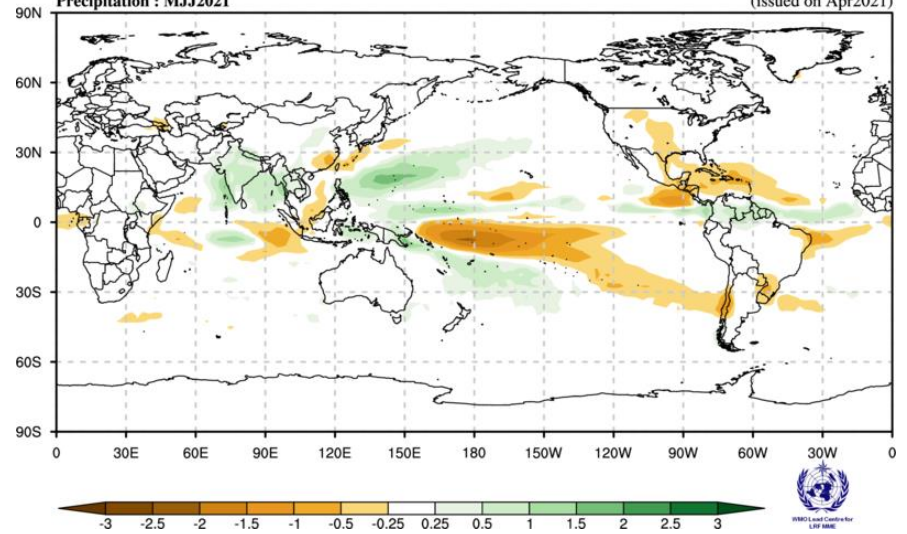 Precipitation : MJJ2021
(issued on Apr2021)
90N
60N
30N
0
30S
60S
90S
0 30E 60E 90E 120E 150E 180 150W 120W 90W 60W 30W 0
-3 -2.5 -2 -1.5 -1 -0.5 -0.25 0.25 0.5 1 1.5 2 2.5 3
WMO Lead Centre for
LRF MME